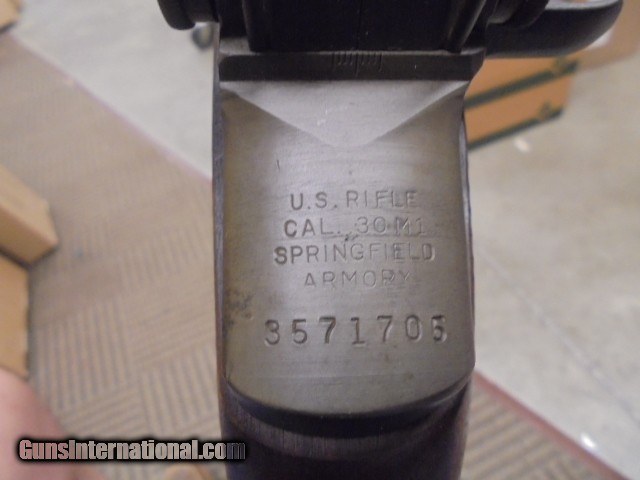 U.S. RIFLE
CAL. .30 M1
SPRINGFIELD
ARMORY
3571706
GunsInternational.com